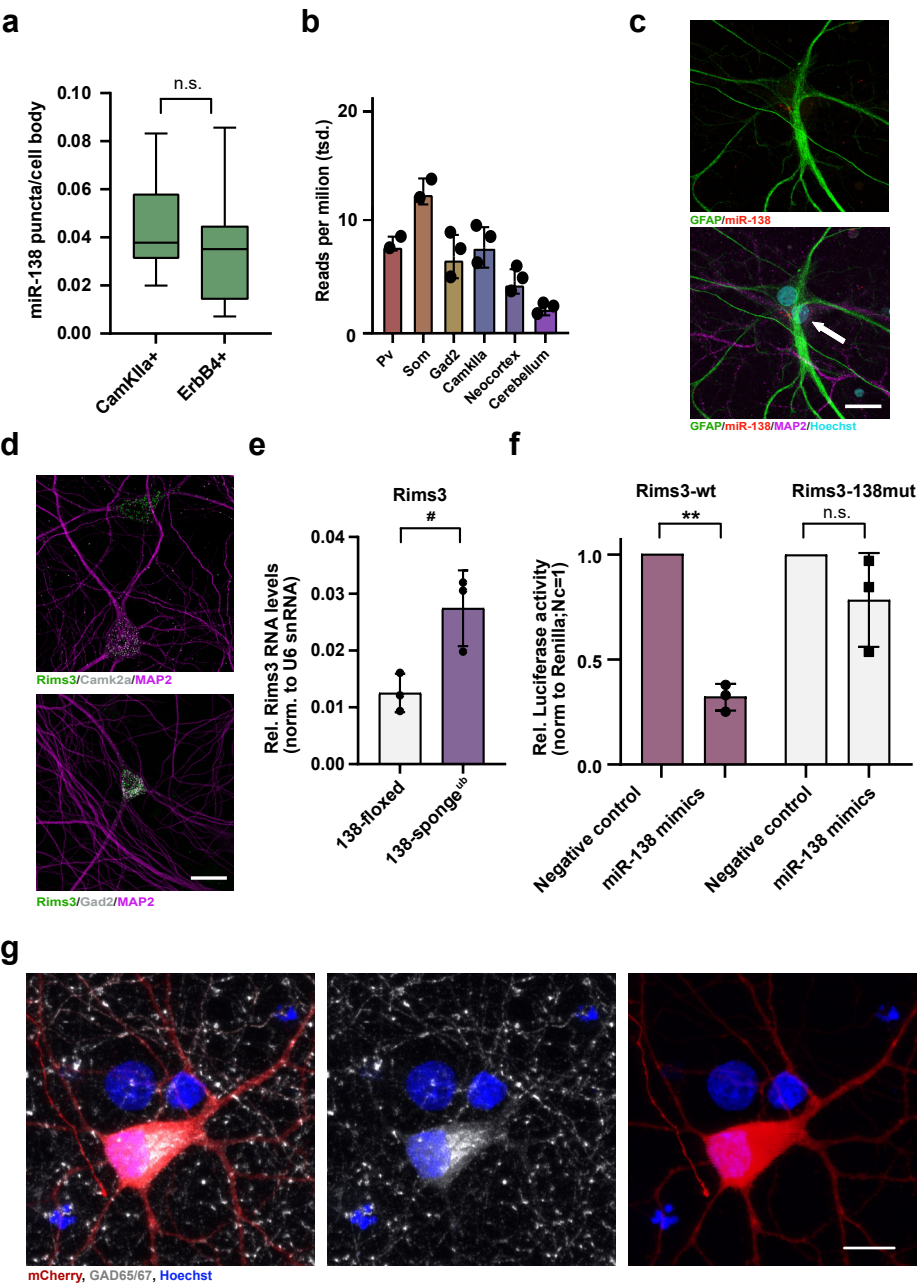 a
n.s.
miR-138 puncta/cell body
0.10
0.08
0.06
0.04
0.02
0.00
CamKIIa+
ErbB4+
b
Reads per milion (tsd.)
20
10
0
Pv
Som
Gad2
CamkIIa
Neocortex
Cerebellum
c
GFAP/miR-138
GFAP/miR-138/MAP2/Hoechst
d
Rims3/Camk2a/MAP2
Rims3/Gad2/MAP2
e
Rims3
#
Rel. Rims3 RNA levels
(norm. to U6 snRNA)
0.04
0.03
0.02
0.01
0.00
138-floxed
138-sponge^ub
f
Rims3-wt
Rims3-138mut
**
n.s.
Rel. Luciferase activity
(norm to Renilla;Nc=1)
1.0
0.5
0.0
Negative control
miR-138 mimics
Negative control
miR-138 mimics
g
mCherry, GAD65/67, Hoechst